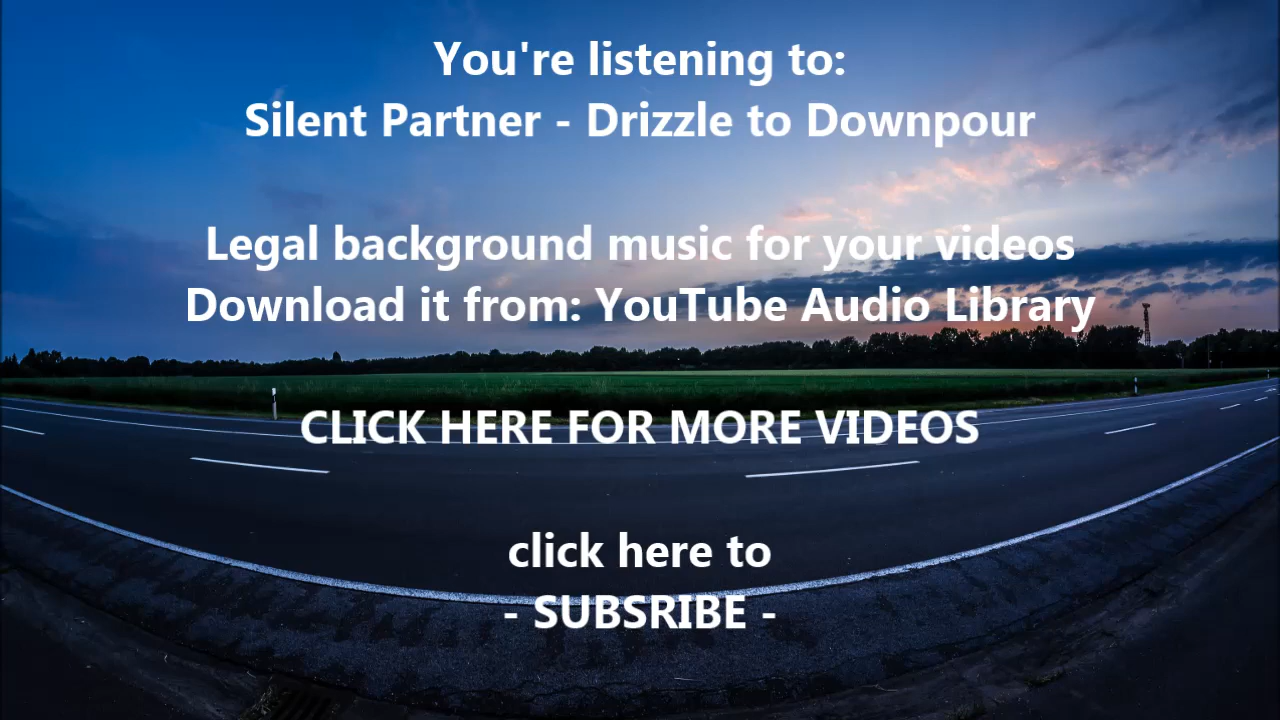 You're listening to:
Silent Partner - Drizzle to Downpour
Legal background music for your videos
Download it from: YouTube Audio Library
CLICK HERE FOR MORE VIDEOS
click here to
- SUBSRIBE -